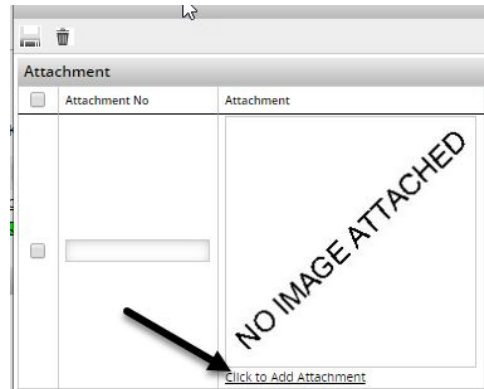 Attachment
Attachment No Attachment
NO IMAGE ATTACHED
Click to Add Attachment